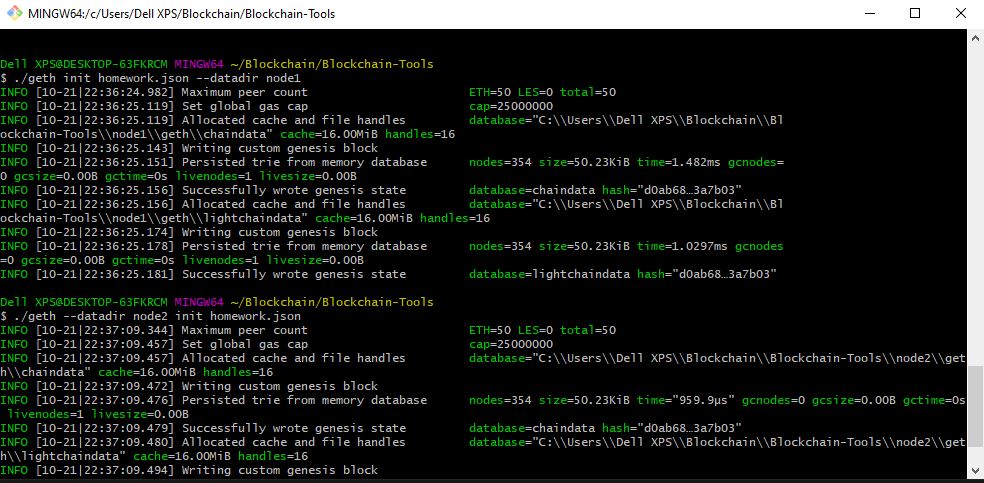 MINGW64:/c/Users/Dell XPS/Blockchain/Blockchain-Tools
Dell XPS@DESKTOP-63FKRCM MINGW64 ~/Blockchain/Blockchain-Tools
$ ./geth init homework.json --datadir node1
INFO [10-21|22:36:24.982] Maximum peer count                       ETH=50 LES=0 total=50
INFO [10-21|22:36:25.119] Set global gas cap                       cap=25000000
INFO [10-21|22:36:25.119] Allocated cache and file handles         database="C:\\Users\\Dell XPS\\Blockchain\\Bl
ockchain-Tools\\node1\\geth\\chaindata" cache=16.00MiB handles=16
INFO [10-21|22:36:25.143] Writing custom genesis block
INFO [10-21|22:36:25.151] Persisted trie from memory database      nodes=354 size=50.23KiB time=1.482ms gcnodes=
0 gcsize=0.00B gctime=0s livenodes=1 livesize=0.00B
INFO [10-21|22:36:25.156] Successfully wrote genesis state         database=chaindata hash="d0ab68…3a7b03"
INFO [10-21|22:36:25.156] Allocated cache and file handles         database="C:\\Users\\Dell XPS\\Blockchain\\Bl
ockchain-Tools\\node1\\geth\\lightchaindata" cache=16.00MiB handles=16
INFO [10-21|22:36:25.174] Writing custom genesis block
INFO [10-21|22:36:25.178] Persisted trie from memory database      nodes=354 size=50.23KiB time=1.0297ms gcnodes
=0 gcsize=0.00B gctime=0s livenodes=1 livesize=0.00B
INFO [10-21|22:36:25.181] Successfully wrote genesis state         database=lightchaindata hash="d0ab68…3a7b03"
Dell XPS@DESKTOP-63FKRCM MINGW64 ~/Blockchain/Blockchain-Tools
$ ./geth --datadir node2 init homework.json
INFO [10-21|22:37:09.344] Maximum peer count                       ETH=50 LES=0 total=50
INFO [10-21|22:37:09.457] Set global gas cap                       cap=25000000
INFO [10-21|22:37:09.457] Allocated cache and file handles         database="C:\\Users\\Dell XPS\\Blockchain\\Blockchain-Tools\\node2\\get
h\\chaindata" cache=16.00MiB handles=16
INFO [10-21|22:37:09.472] Writing custom genesis block
INFO [10-21|22:37:09.476] Persisted trie from memory database      nodes=354 size=50.23KiB time="959.9µs" gcnodes=0 gcsize=0.00B gctime=0s
 livenodes=1 livesize=0.00B
INFO [10-21|22:37:09.479] Successfully wrote genesis state         database=chaindata hash="d0ab68…3a7b03"
INFO [10-21|22:37:09.480] Allocated cache and file handles         database="C:\\Users\\Dell XPS\\Blockchain\\Blockchain-Tools\\node2\\get
h\\lightchaindata" cache=16.00MiB handles=16
INFO [10-21|22:37:09.494] Writing custom genesis block